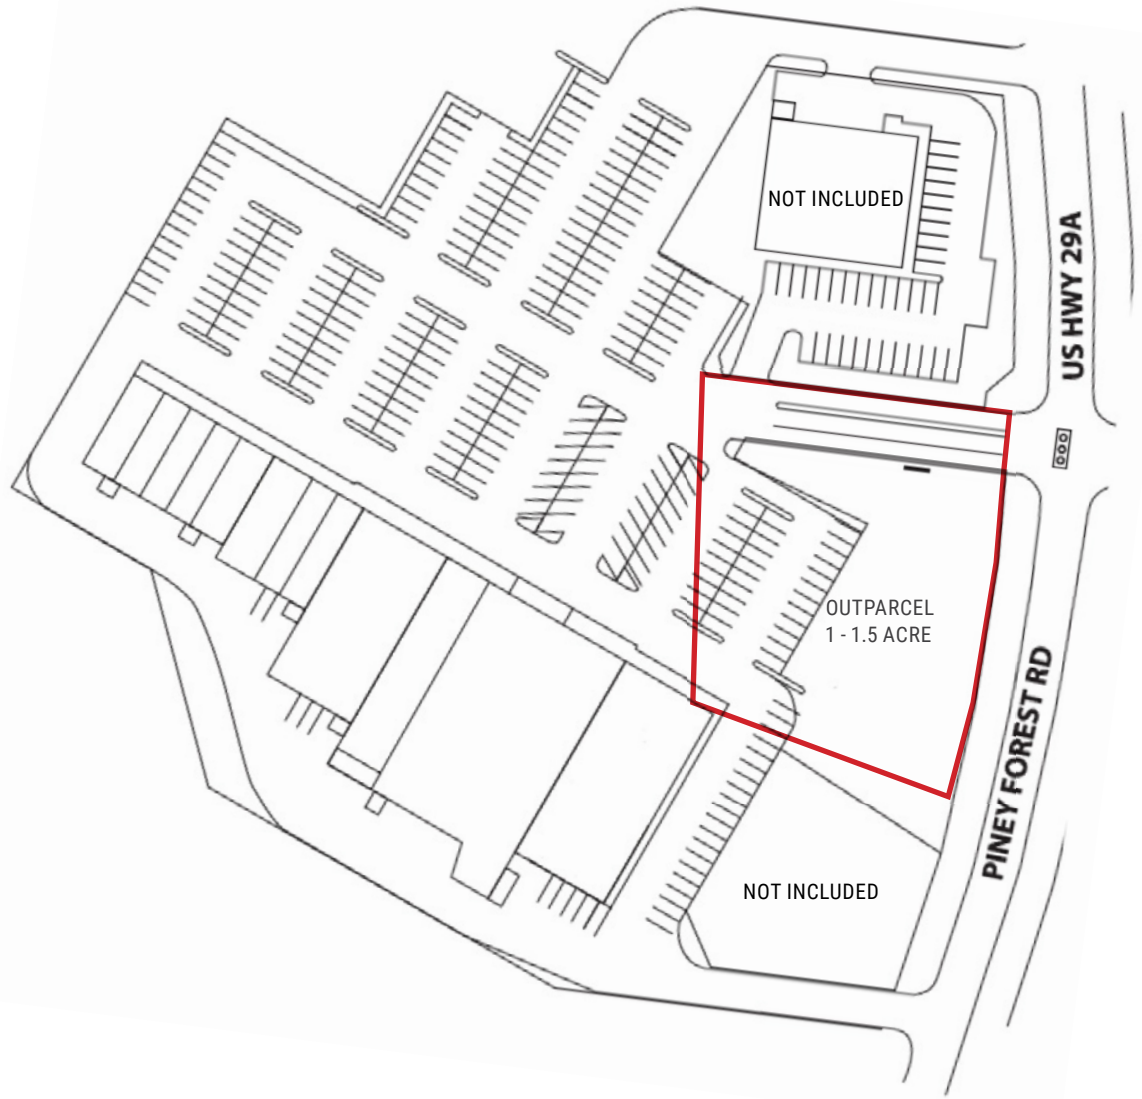 NOT INCLUDED
US HWY 29A
OUTPARCEL
1 - 1.5 ACRE
PINEY FOREST RD
NOT INCLUDED